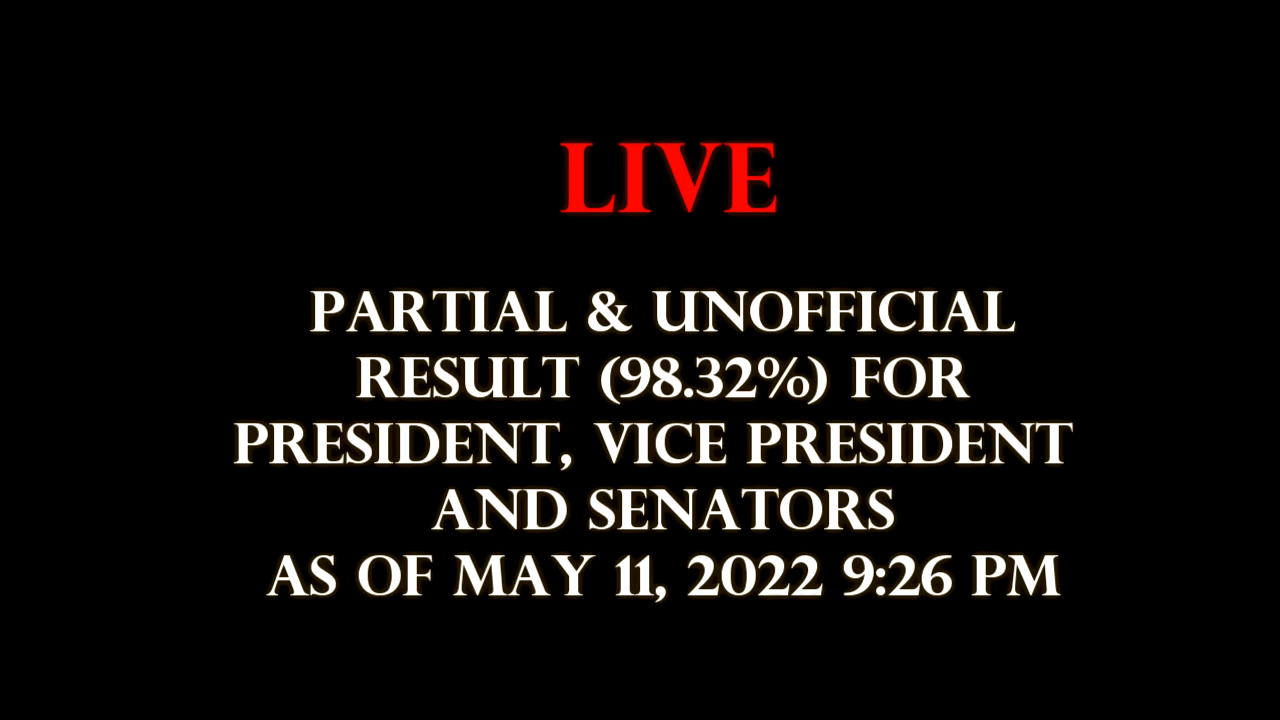 LIVE
PARTIAL & UNOFFICIAL
RESULT (98.32%) FOR
PRESIDENT, VICE PRESIDENT
AND SENATORS
AS OF MAY 11, 2022 9:26 PM